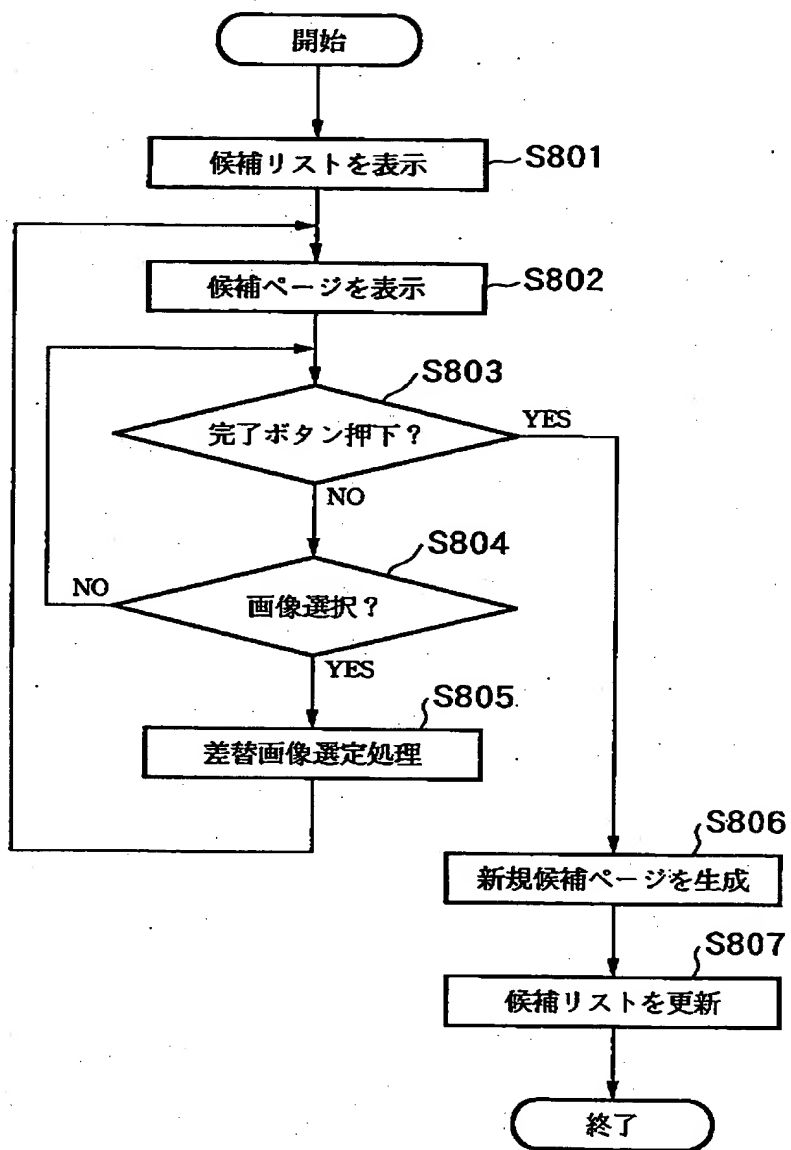 開始
候補リストを表示
S801
候補ページを表示
S802
S803
完了ボタン押下？
YES
NO
S804
画像選択？
NO
YES
S805
差替画像選定処理
S806
新規候補ページを生成
S807
候補リストを更新
終了